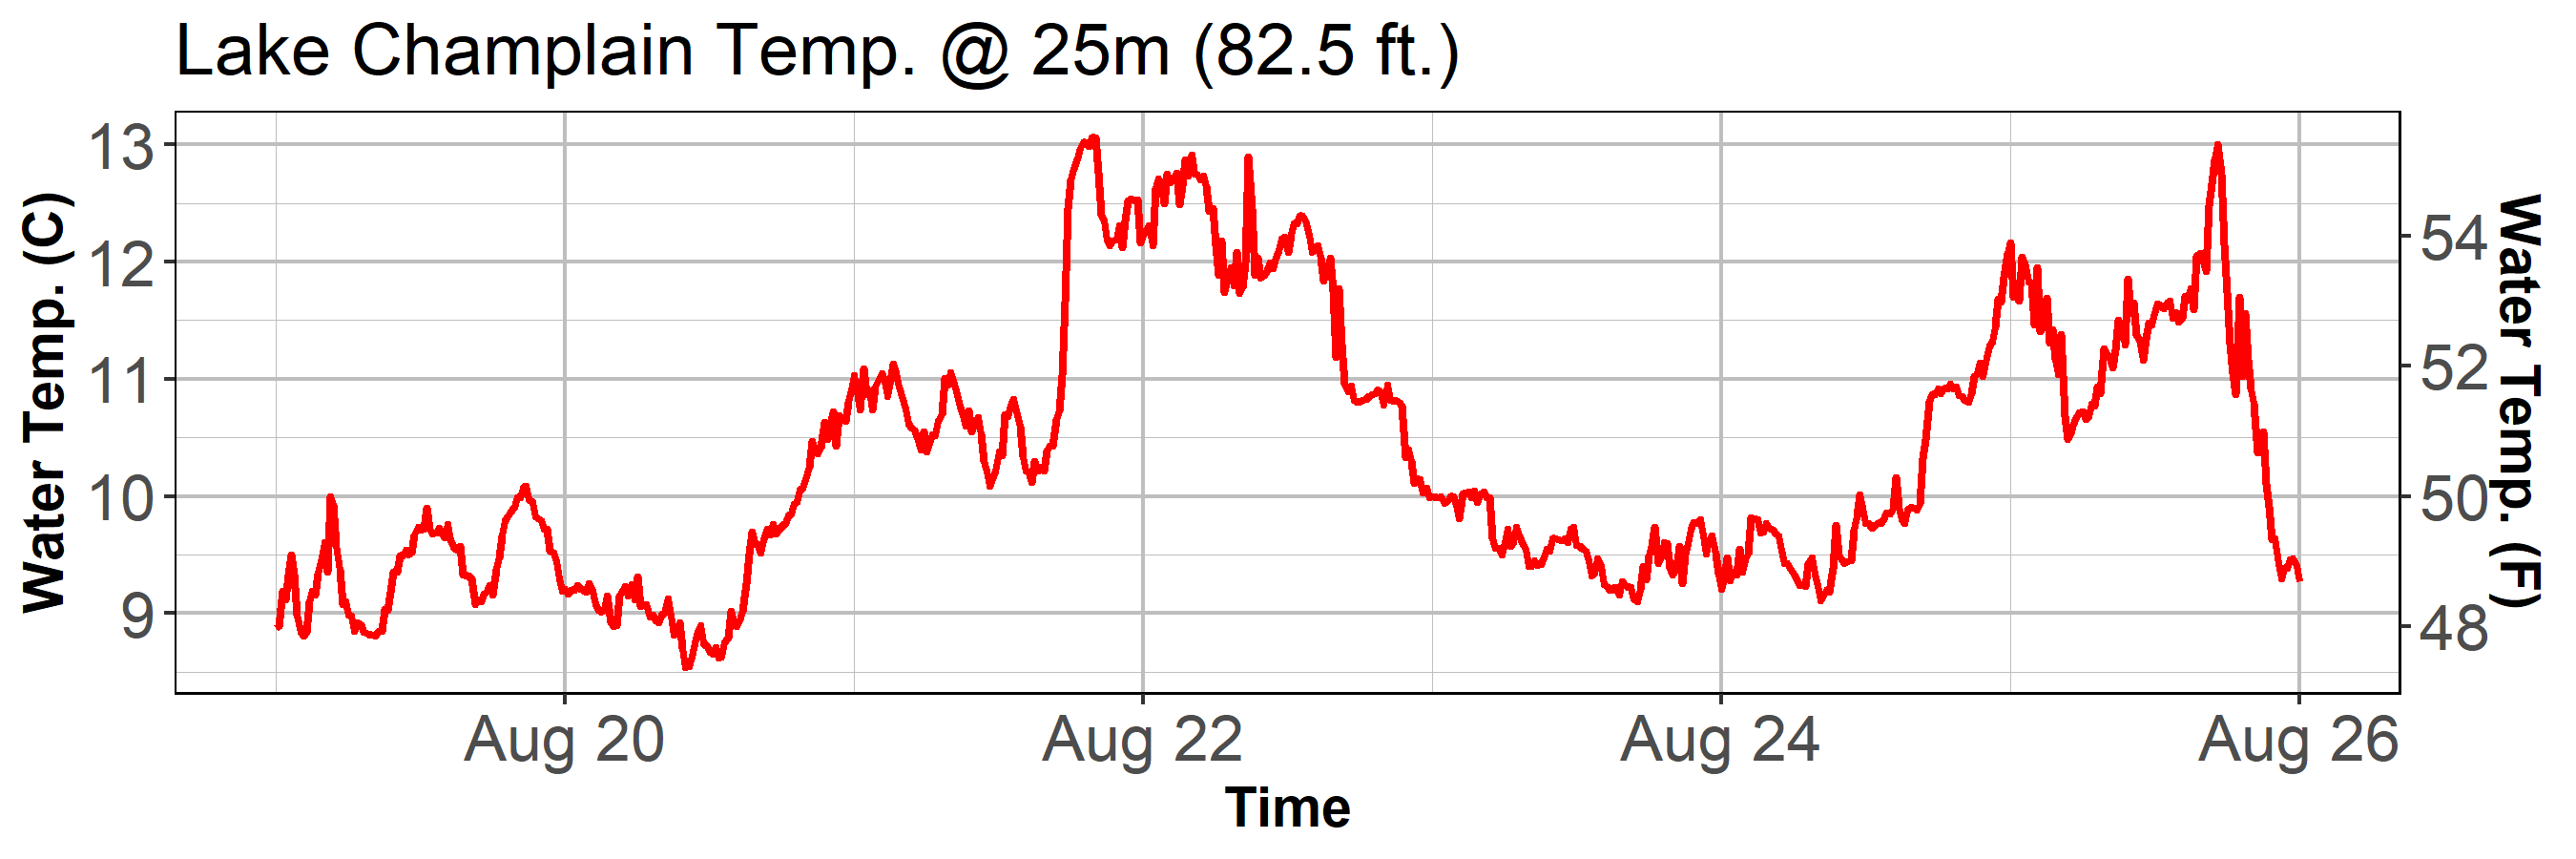 Lake Champlain Temp. @ 25m (82.5 ft.)
Water Temp. (C)
13
12
11
10
9
54
52
50
48
Water Temp. (F)
Aug 20 Aug 22 Aug 24 Aug 26
Time